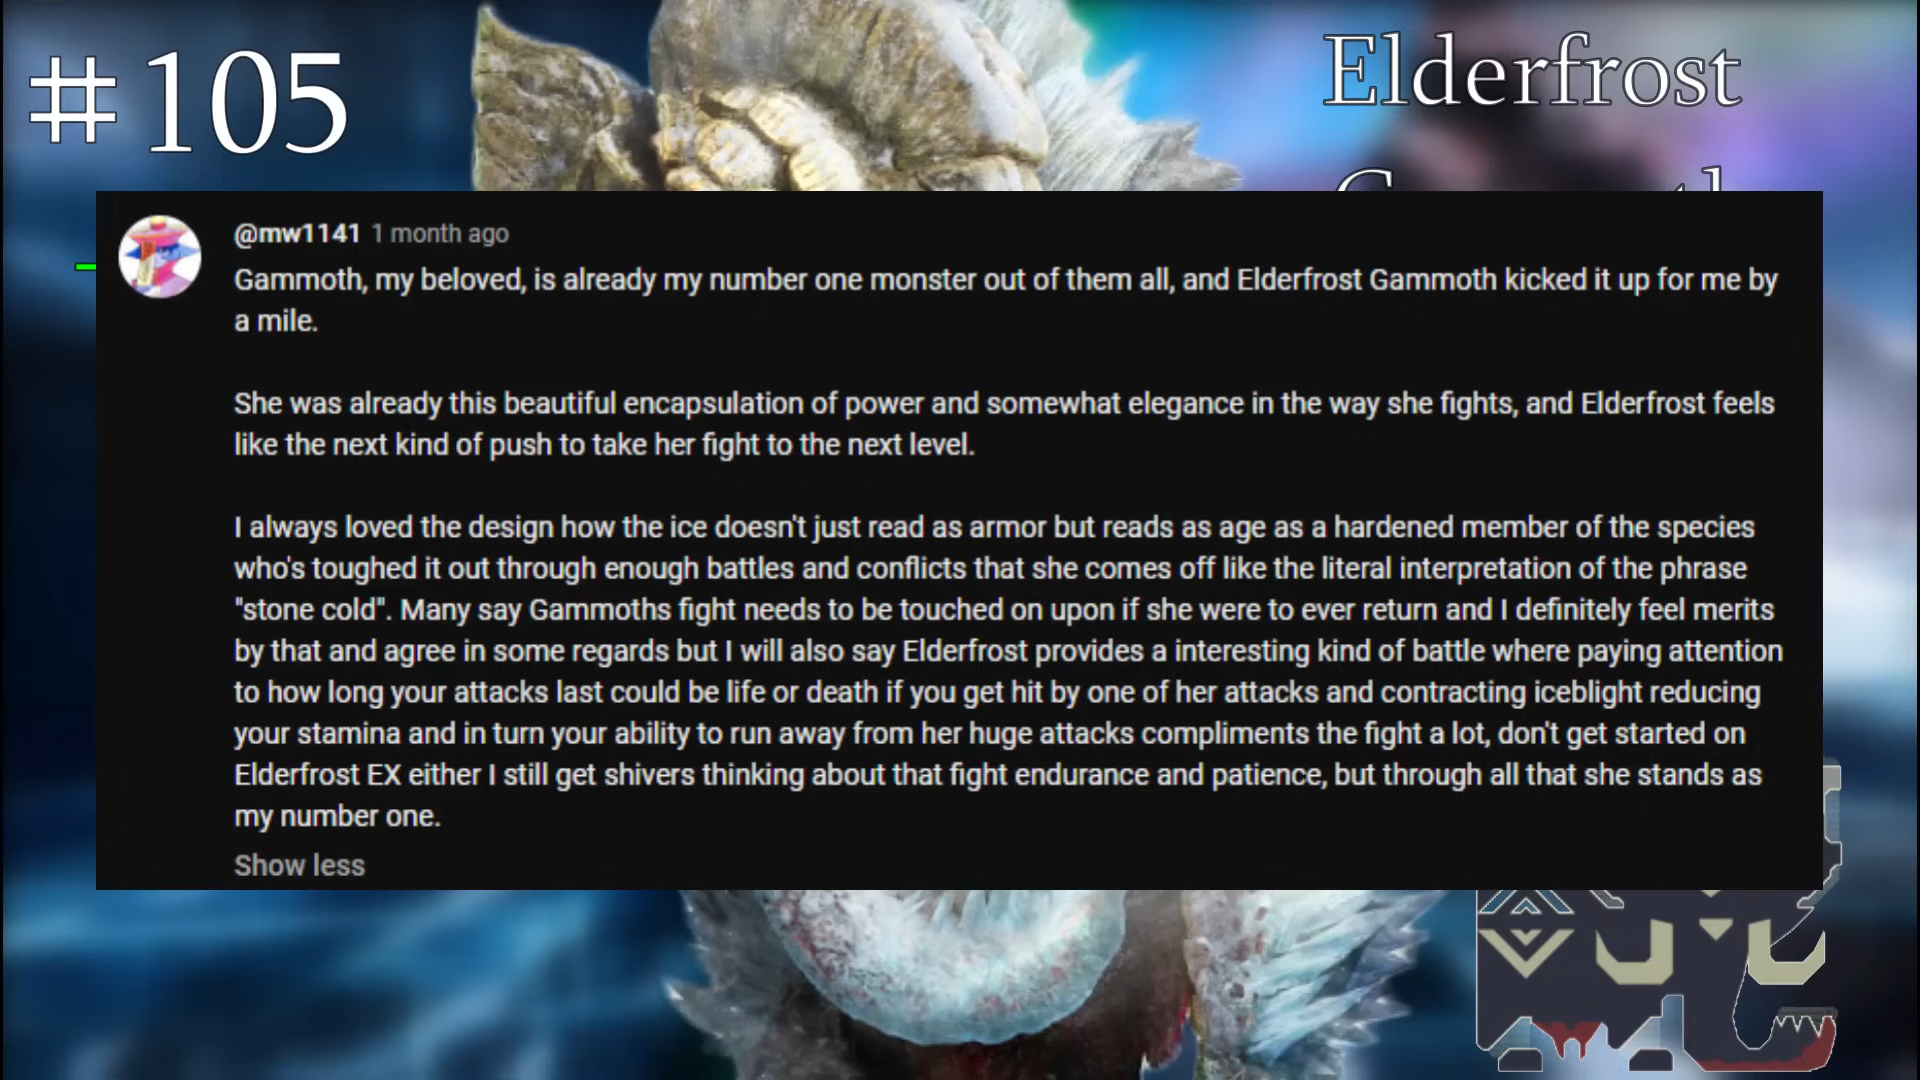 #105
Elderfrost
@mw1141 1 month ago
Gammoth, my beloved, is already my number one monster out of them all, and Elderfrost Gammoth kicked it up for me by
a mile.
She was already this beautiful encapsulation of power and somewhat elegance in the way she fights, and Elderfrost feels
like the next kind of push to take her fight to the next level.
I always loved the design how the ice doesn't just read as armor but reads as age as a hardened member of the species
who's toughed it out through enough battles and conflicts that she comes off like the literal interpretation of the phrase
"stone cold". Many say Gammoths fight needs to be touched on upon if she were to ever return and I definitely feel merits
by that and agree in some regards but I will also say Elderfrost provides a interesting kind of battle where paying attention
to how long your attacks last could be life or death if you get hit by one of her attacks and contracting iceblight reducing
your stamina and in turn your ability to run away from her huge attacks compliments the fight a lot, don't get started on
Elderfrost EX either I still get shivers thinking about that fight endurance and patience, but through all that she stands as
my number one.
Show less